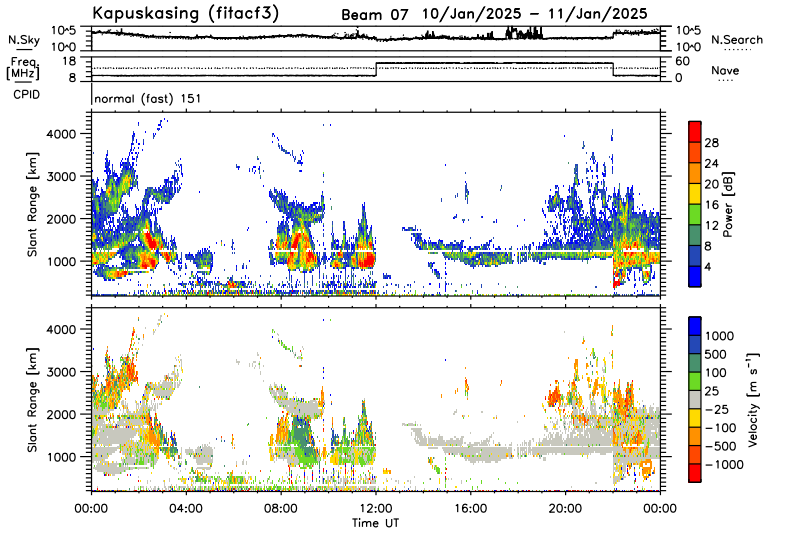 Kapuskasing (fitacf3) Beam 07 10/Jan/2025 − 11/Jan/2025
N.Sky 10^5 10^0 10^5 10^0 N.Search
Freq. [MHz] 18 8 60 0 Nave
CPID normal (fast) 151
Slant Range [km] 4000 3000 2000 1000
28 24 20 16 12 8 4 Power [dB]
Slant Range [km] 4000 3000 2000 1000
1000 500 100 25 −25 −100 −500 −1000 Velocity [m s⁻¹]
00:00 04:00 08:00 12:00 16:00 20:00 00:00
Time UT